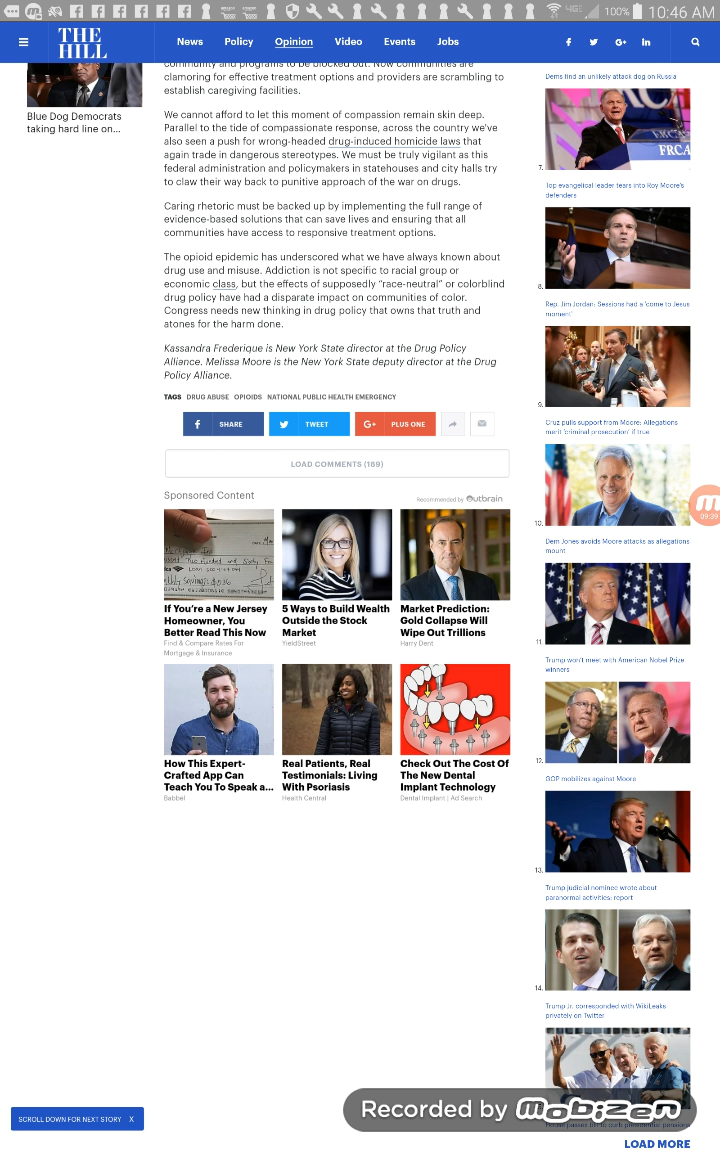 100% 10:46 AM
THE HILL
News Policy Opinion Video Events Jobs
community and programs to be blocked out. Now communities are
clamoring for effective treatment options and providers are scrambling to
establish caregiving facilities.
Blue Dog Democrats
taking hard line on...
We cannot afford to let this moment of compassion remain skin deep.
Parallel to the tide of compassionate response, across the country we've
also seen a push for wrong-headed drug-induced homicide laws that
again trade in dangerous stereotypes. We must be truly vigilant as this
federal administration and policymakers in statehouses and city halls try
to claw their way back to punitive approach of the war on drugs.
Caring rhetoric must be backed up by implementing the full range of
evidence-based solutions that can save lives and ensuring that all
communities have access to responsive treatment options.
The opioid epidemic has underscored what we have always known about
drug use and misuse. Addiction is not specific to racial group or
economic class, but the effects of supposedly “race-neutral” or colorblind
drug policy have had a disparate impact on communities of color.
Congress needs new thinking in drug policy that owns that truth and
atones for the harm done.
Kassandra Frederique is New York State director at the Drug Policy
Alliance. Melissa Moore is the New York State deputy director at the Drug
Policy Alliance.
TAGS DRUG ABUSE OPIOIDS NATIONAL PUBLIC HEALTH EMERGENCY
SHARE TWEET G+ PLUS ONE
LOAD COMMENTS (189)
Sponsored Content
Recommended by Outbrain
If You're a New Jersey
Homeowner, You
Better Read This Now
Find & Compare Rates For
Mortgage & Insurance
5 Ways to Build Wealth
Outside the Stock
Market
YieldStreet
Market Prediction:
Gold Collapse Will
Wipe Out Trillions
Harry Dent
How This Expert-
Crafted App Can
Teach You To Speak a...
Babbel
Real Patients, Real
Testimonials: Living
With Psoriasis
Health Central
Check Out The Cost Of
The New Dental
Implant Technology
Dental Implant | Ad Search
Dems find an unlikely attack dog on Russia
FRCA
7.
Top evangelical leader tears into Roy Moore's
defenders
8.
Rep. Jim Jordan: Sessions had a 'come to Jesus
moment'
9.
Cruz pulls support from Moore: Allegations
merit 'criminal prosecution' if true
10.
09:39
Dem Jones avoids Moore attacks as allegations
mount
11.
Trump won't meet with American Nobel Prize
winners
12.
GOP mobilizes against Moore
13.
Trump judicial nominee wrote about
paranormal activities: report
14.
Trump Jr. corresponded with WikiLeaks
privately on Twitter
LOAD MORE
SCROLL DOWN FOR NEXT STORY X
Recorded by Mobizen